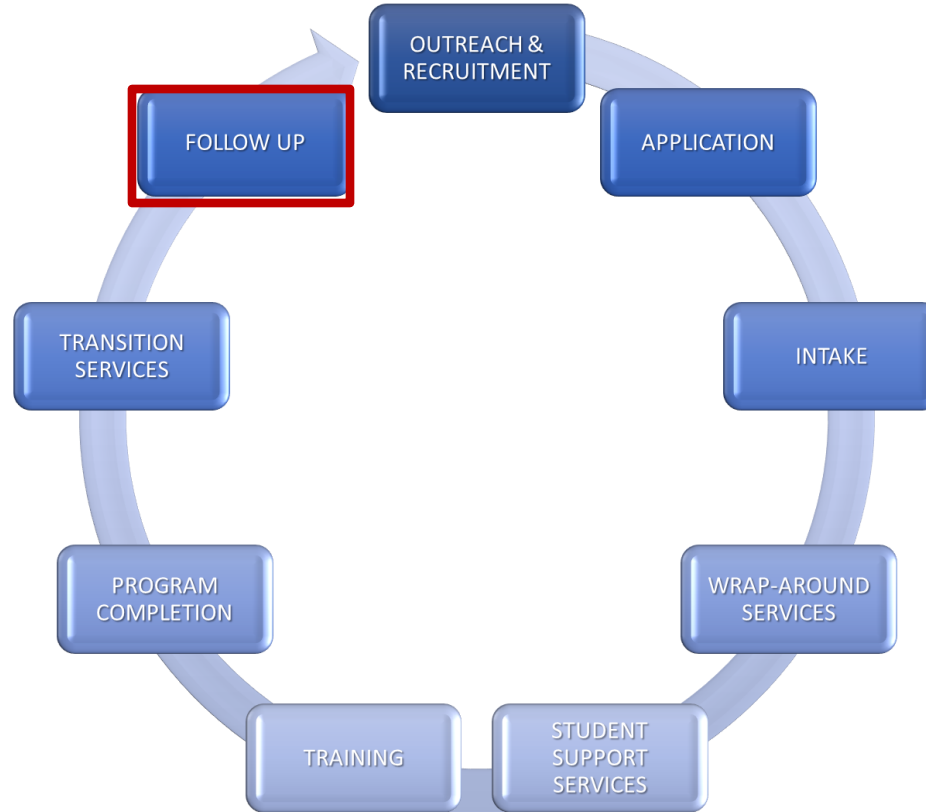 OUTREACH &
RECRUITMENT
APPLICATION
INTAKE
WRAP-AROUND
SERVICES
STUDENT
SUPPORT
SERVICES
TRAINING
PROGRAM
COMPLETION
TRANSITION
SERVICES
FOLLOW UP